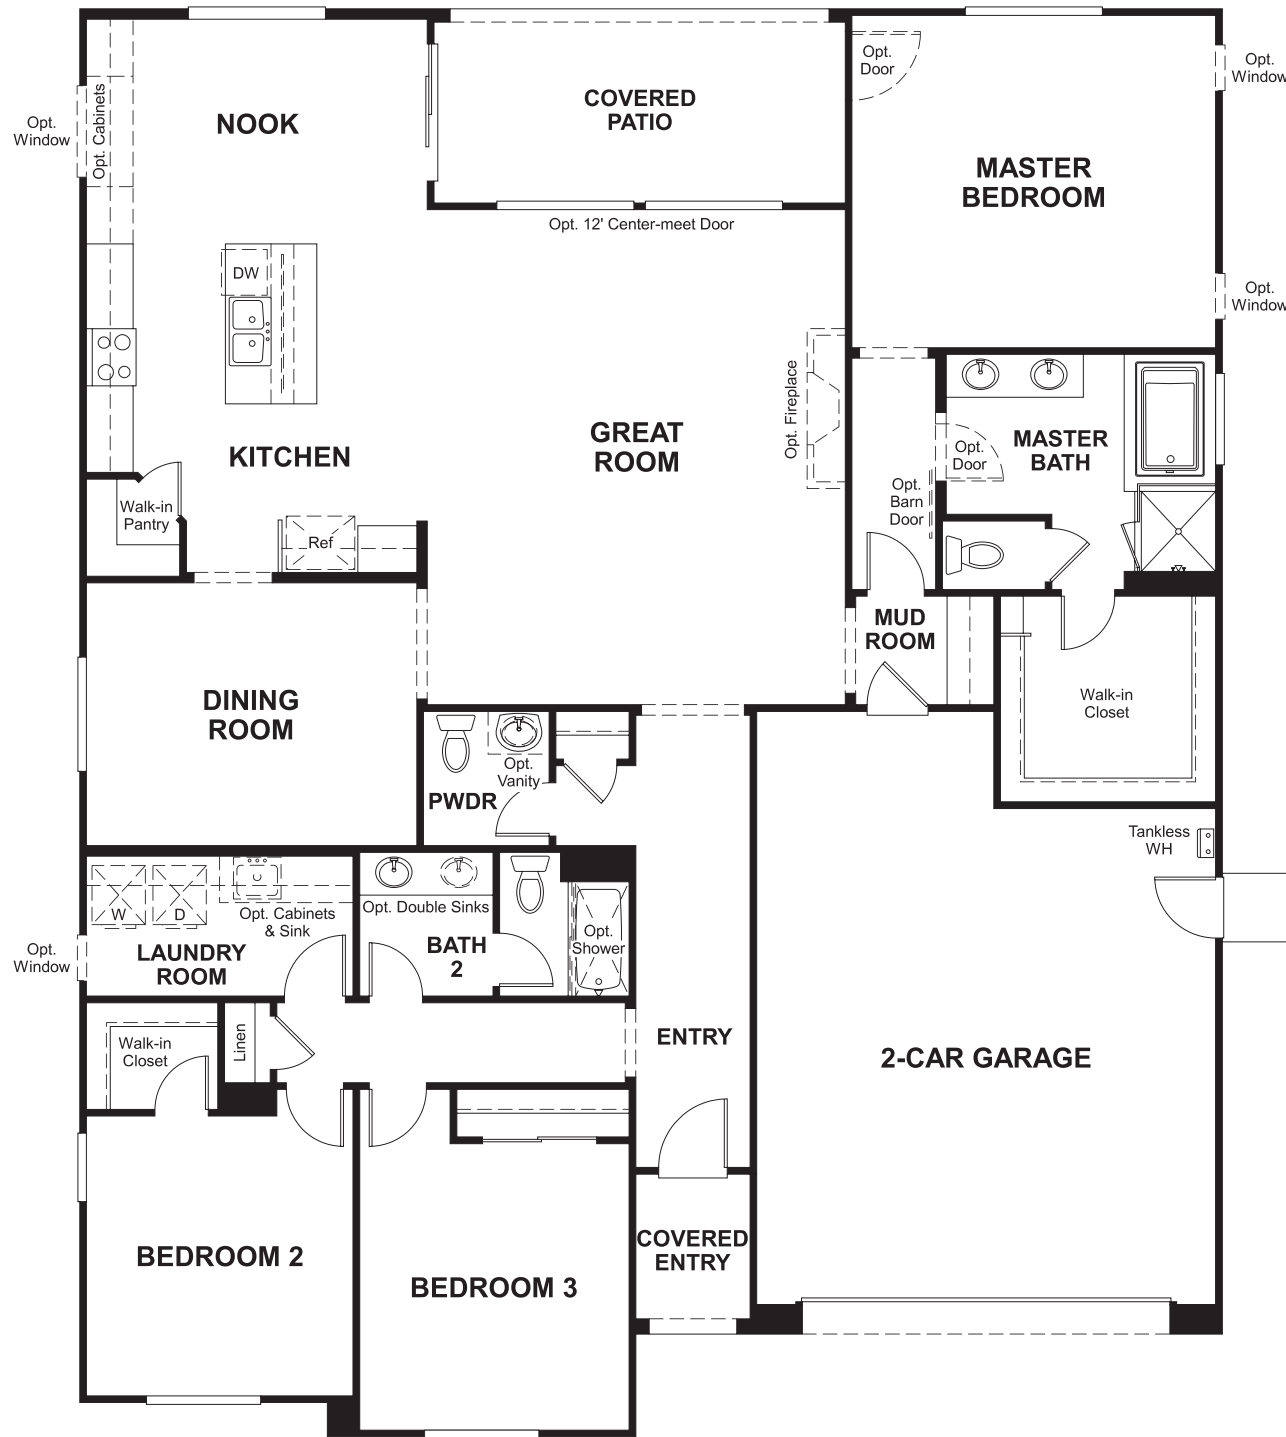 Opt.
Door
Opt.
Window
COVERED
PATIO
NOOK
Opt. Cabinets
Opt.
Window
MASTER
BEDROOM
Opt. 12' Center-meet Door
DW
Opt.
Window
Opt. Fireplace
GREAT
ROOM
KITCHEN
MASTER
BATH
Opt.
Door
Opt.
Barn
Door
Walk-in
Pantry
Ref
MUD
ROOM
DINING
ROOM
Walk-in
Closet
Opt.
Vanity
PWDR
Tankless
WH
W
D
Opt. Cabinets
& Sink
Opt. Double Sinks
Opt.
Shower
LAUNDRY
ROOM
BATH
2
Opt.
Window
Walk-in
Closet
Linen
ENTRY
2-CAR GARAGE
COVERED
ENTRY
BEDROOM 2
BEDROOM 3